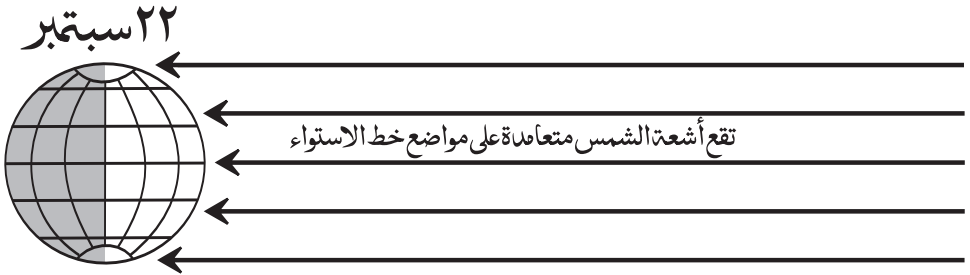 ٢٢ سبتمبر
تقع أشعة الشمس متعامدة على مواضع خط الاستواء